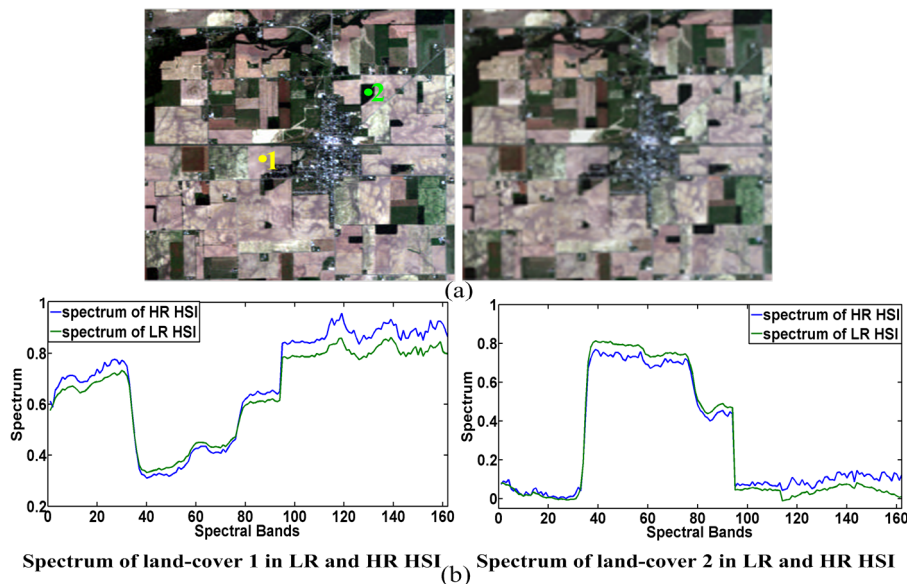 2
1
(a)
1
0.8
0.6
0.4
0.2
0
20
40
60
80
100
120
140
160
Spectrum
Spectral Bands
spectrum of HR HSI
spectrum of LR HSI
1
0.8
0.6
0.4
0.2
0
0
20
40
60
80
100
120
140
160
Spectrum
Spectral Bands
spectrum of HR HSI
spectrum of LR HSI
Spectrum of land-cover 1 in LR and HR HSI
Spectrum of land-cover 2 in LR and HR HSI
(b)